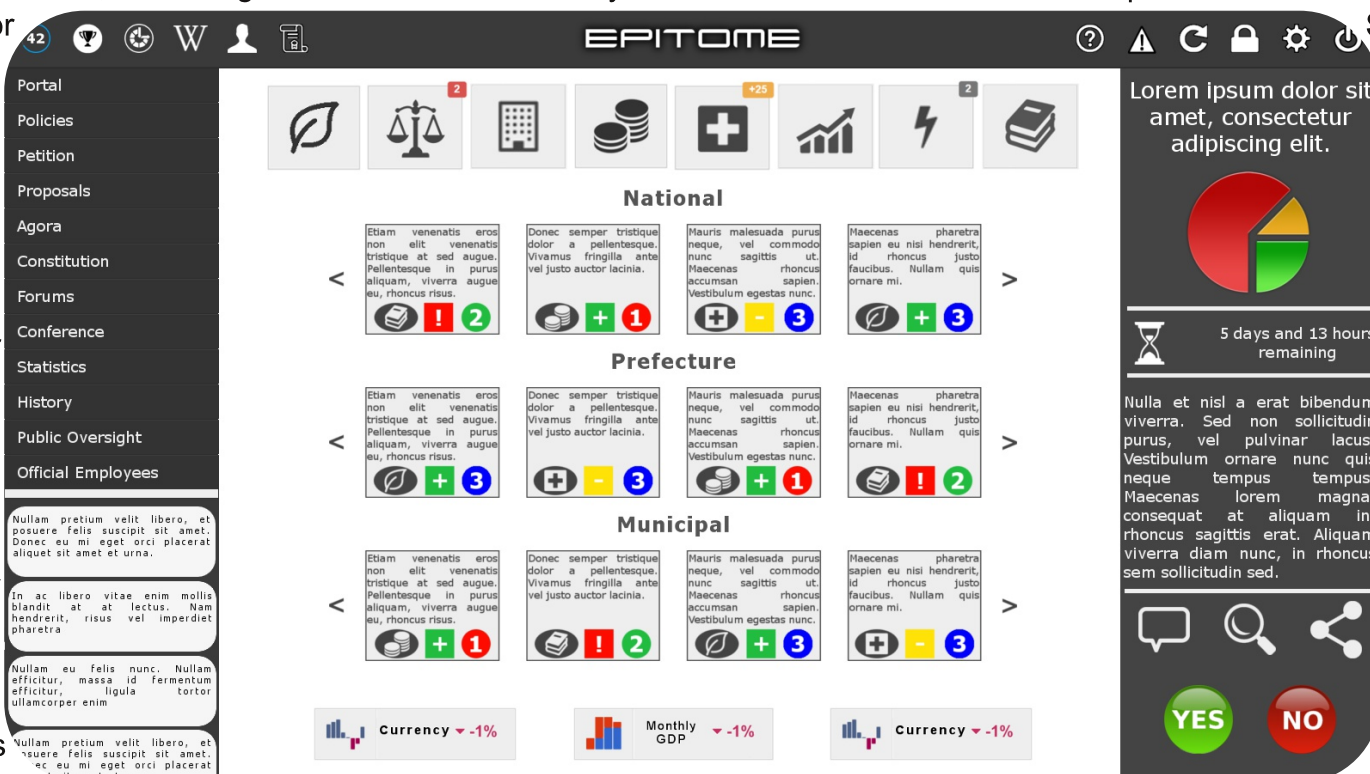 42
W
EPITOME
?
Portal
Policies
Petition
Proposals
Agora
Constitution
Forums
Conference
Statistics
History
Public Oversight
Official Employees
Nullam pretium velit libero, et
posuere felis suscipit sit amet.
Donec eu mi eget orci placerat
aliquet sit amet et urna.
In ac libero vitae enim mollis
blandit at at lectus. Nam
hendrerit, risus vel imperdiet
pharetra
Nullam eu felis nunc. Nullam
efficitur, massa id fermentum
efficitur, ligula tortor
ullamcorper enim
Nullam pretium velit libero, et
posuere felis suscipit sit amet.
eu mi eget orci placerat
2
+25
2
National
<
Etiam venenatis eros
non elit venenatis
tristique at sed augue.
Pellentesque in purus
aliquam, viverra augue
eu, rhoncus risus.
! 2
Donec semper tristique
dolor a pellentesque.
Vivamus fringilla ante
vel justo auctor lacinia.
+ 1
Mauris malesuada purus
neque, vel commodo
nunc sagittis ut.
Maecenas rhoncus
accumsan sapien.
Vestibulum egestas nunc.
- 3
Maecenas pharetra
sapien eu nisi hendrerit,
id rhoncus justo
faucibus. Nullam quis
ornare mi.
+ 3
>
Prefecture
<
Etiam venenatis eros
non elit venenatis
tristique at sed augue.
Pellentesque in purus
aliquam, viverra augue
eu, rhoncus risus.
+ 3
Donec semper tristique
dolor a pellentesque.
Vivamus fringilla ante
vel justo auctor lacinia.
- 3
Mauris malesuada purus
neque, vel commodo
nunc sagittis ut.
Maecenas rhoncus
accumsan sapien.
Vestibulum egestas nunc.
+ 1
Maecenas pharetra
sapien eu nisi hendrerit,
id rhoncus justo
faucibus. Nullam quis
ornare mi.
! 2
>
Municipal
<
Etiam venenatis eros
non elit venenatis
tristique at sed augue.
Pellentesque in purus
aliquam, viverra augue
eu, rhoncus risus.
+ 1
Donec semper tristique
dolor a pellentesque.
Vivamus fringilla ante
vel justo auctor lacinia.
! 2
Mauris malesuada purus
neque, vel commodo
nunc sagittis ut.
Maecenas rhoncus
accumsan sapien.
Vestibulum egestas nunc.
+ 3
Maecenas pharetra
sapien eu nisi hendrerit,
id rhoncus justo
faucibus. Nullam quis
ornare mi.
- 3
>
Currency -1%
Monthly
GDP
-1%
Currency -1%
Lorem ipsum dolor sit
amet, consectetur
adipiscing elit.
5 days and 13 hours
remaining
Nulla et nisl a erat bibendum
viverra. Sed non sollicitudin
purus, vel pulvinar lacus.
Vestibulum ornare nunc quis
neque tempus tempus.
Maecenas lorem magna,
consequat at aliquam in,
rhoncus sagittis erat. Aliquam
viverra diam nunc, in rhoncus
sem sollicitudin sed.
YES
NO